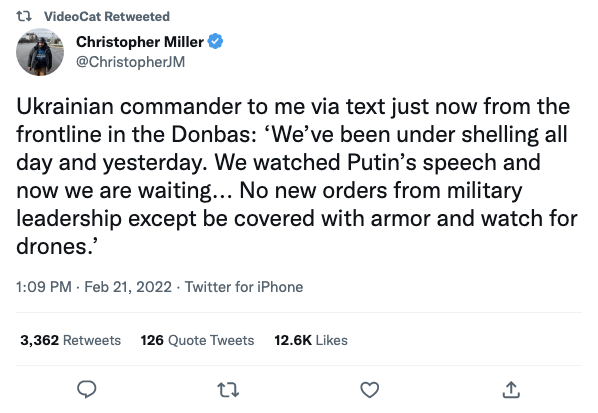 VideoCat Retweeted
Christopher Miller
@ChristopherJM
Ukrainian commander to me via text just now from the
frontline in the Donbas: ‘We’ve been under shelling all
day and yesterday. We watched Putin’s speech and
now we are waiting... No new orders from military
leadership except be covered with armor and watch for
drones.’
1:09 PM · Feb 21, 2022 · Twitter for iPhone
3,362 Retweets 126 Quote Tweets 12.6K Likes